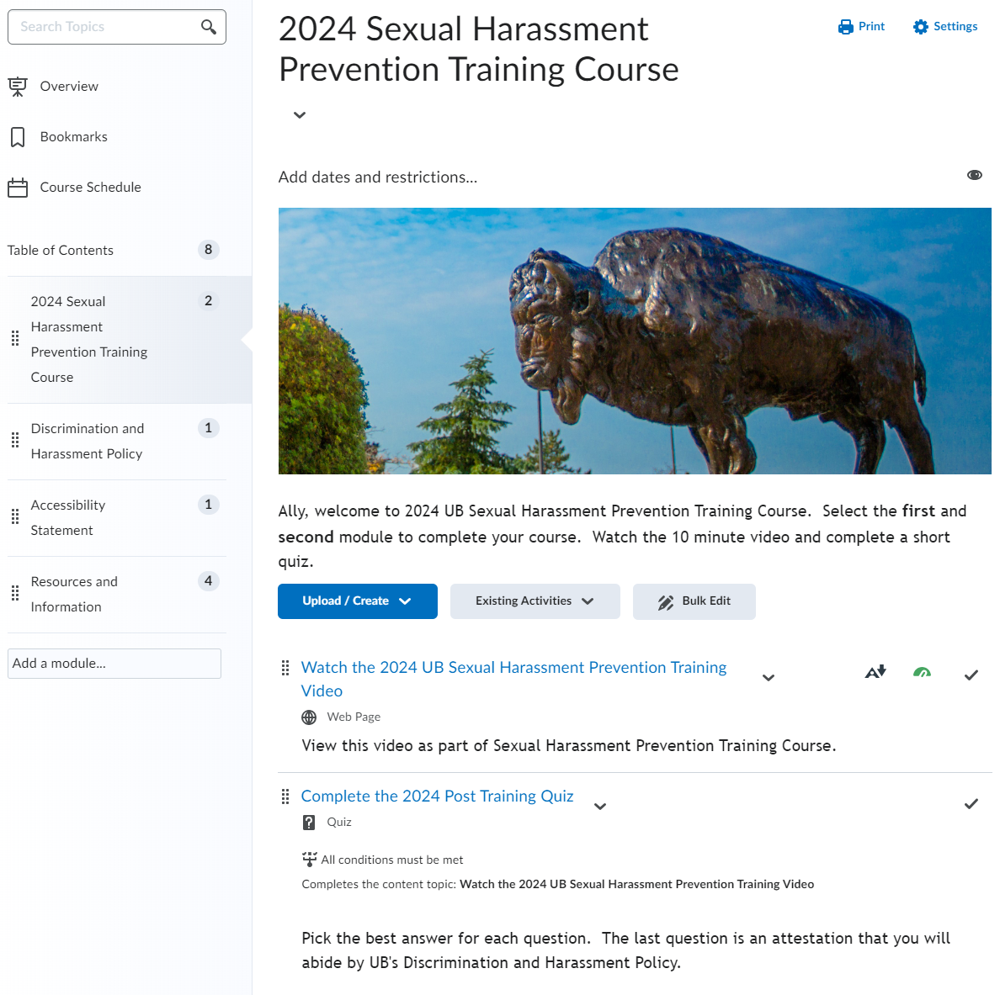 Search Topics
Overview
Bookmarks
Course Schedule
Table of Contents 8
2024 Sexual 2
Harassment
Prevention Training
Course
Discrimination and 1
Harassment Policy
Accessibility 1
Statement
Resources and 4
Information
Add a module...
2024 Sexual Harassment
Prevention Training Course
Print Settings
Add dates and restrictions...
Ally, welcome to 2024 UB Sexual Harassment Prevention Training Course. Select the first and
second module to complete your course. Watch the 10 minute video and complete a short
quiz.
Upload / Create Existing Activities Bulk Edit
Watch the 2024 UB Sexual Harassment Prevention Training
Video
Web Page
View this video as part of Sexual Harassment Prevention Training Course.
Complete the 2024 Post Training Quiz
Quiz
All conditions must be met
Completes the content topic: Watch the 2024 UB Sexual Harassment Prevention Training Video
Pick the best answer for each question. The last question is an attestation that you will
abide by UB's Discrimination and Harassment Policy.